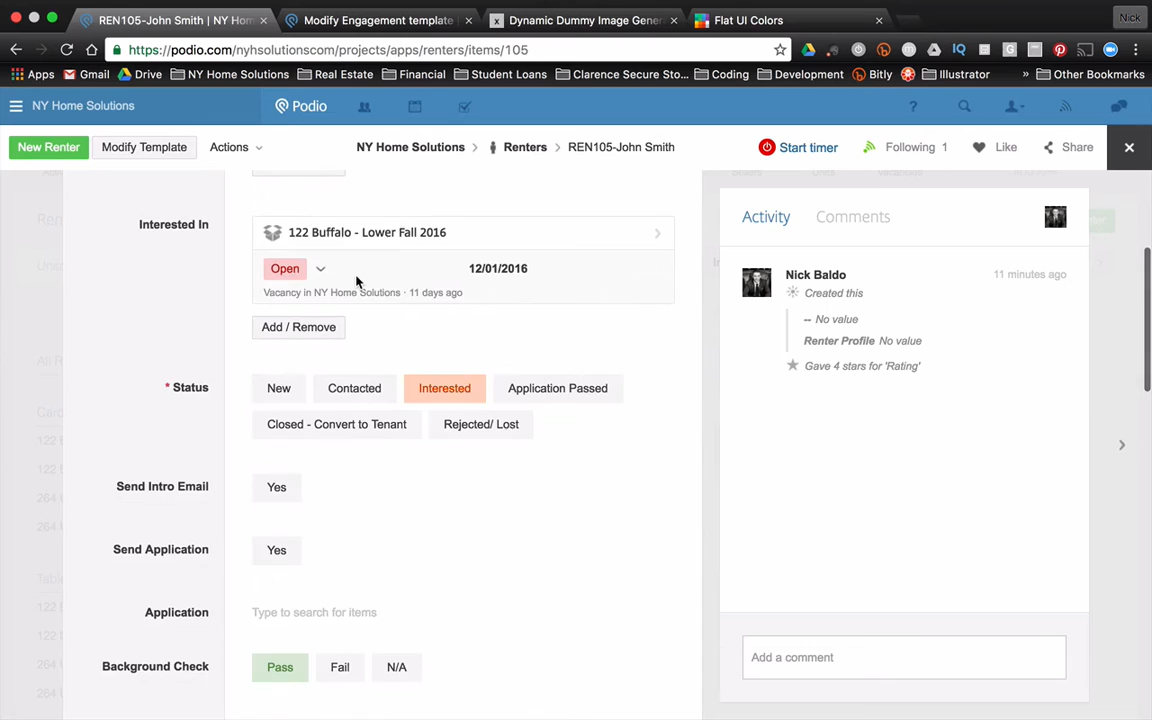 REN105-John Smith | NY Hom
Modify Engagement template
Dynamic Dummy Image Genera
Flat UI Colors
Nick
https://podio.com/nyhsolutionscom/projects/apps/renters/items/105
Apps Gmail Drive NY Home Solutions Real Estate Financial Student Loans Clarence Secure Sto... Coding Development Bitly Illustrator » Other Bookmarks
NY Home Solutions
Podio
?
New Renter
Modify Template
Actions
NY Home Solutions > Renters > REN105-John Smith
Start timer
Following 1
Like
Share
Interested In
122 Buffalo - Lower Fall 2016
Open
12/01/2016
Vacancy in NY Home Solutions · 11 days ago
Add / Remove
* Status
New
Contacted
Interested
Application Passed
Closed - Convert to Tenant
Rejected/ Lost
Send Intro Email
Yes
Send Application
Yes
Application
Type to search for items
Background Check
Pass
Fail
N/A
Activity
Comments
Nick Baldo
11 minutes ago
Created this
-- No value
Renter Profile No value
Gave 4 stars for 'Rating'
Add a comment